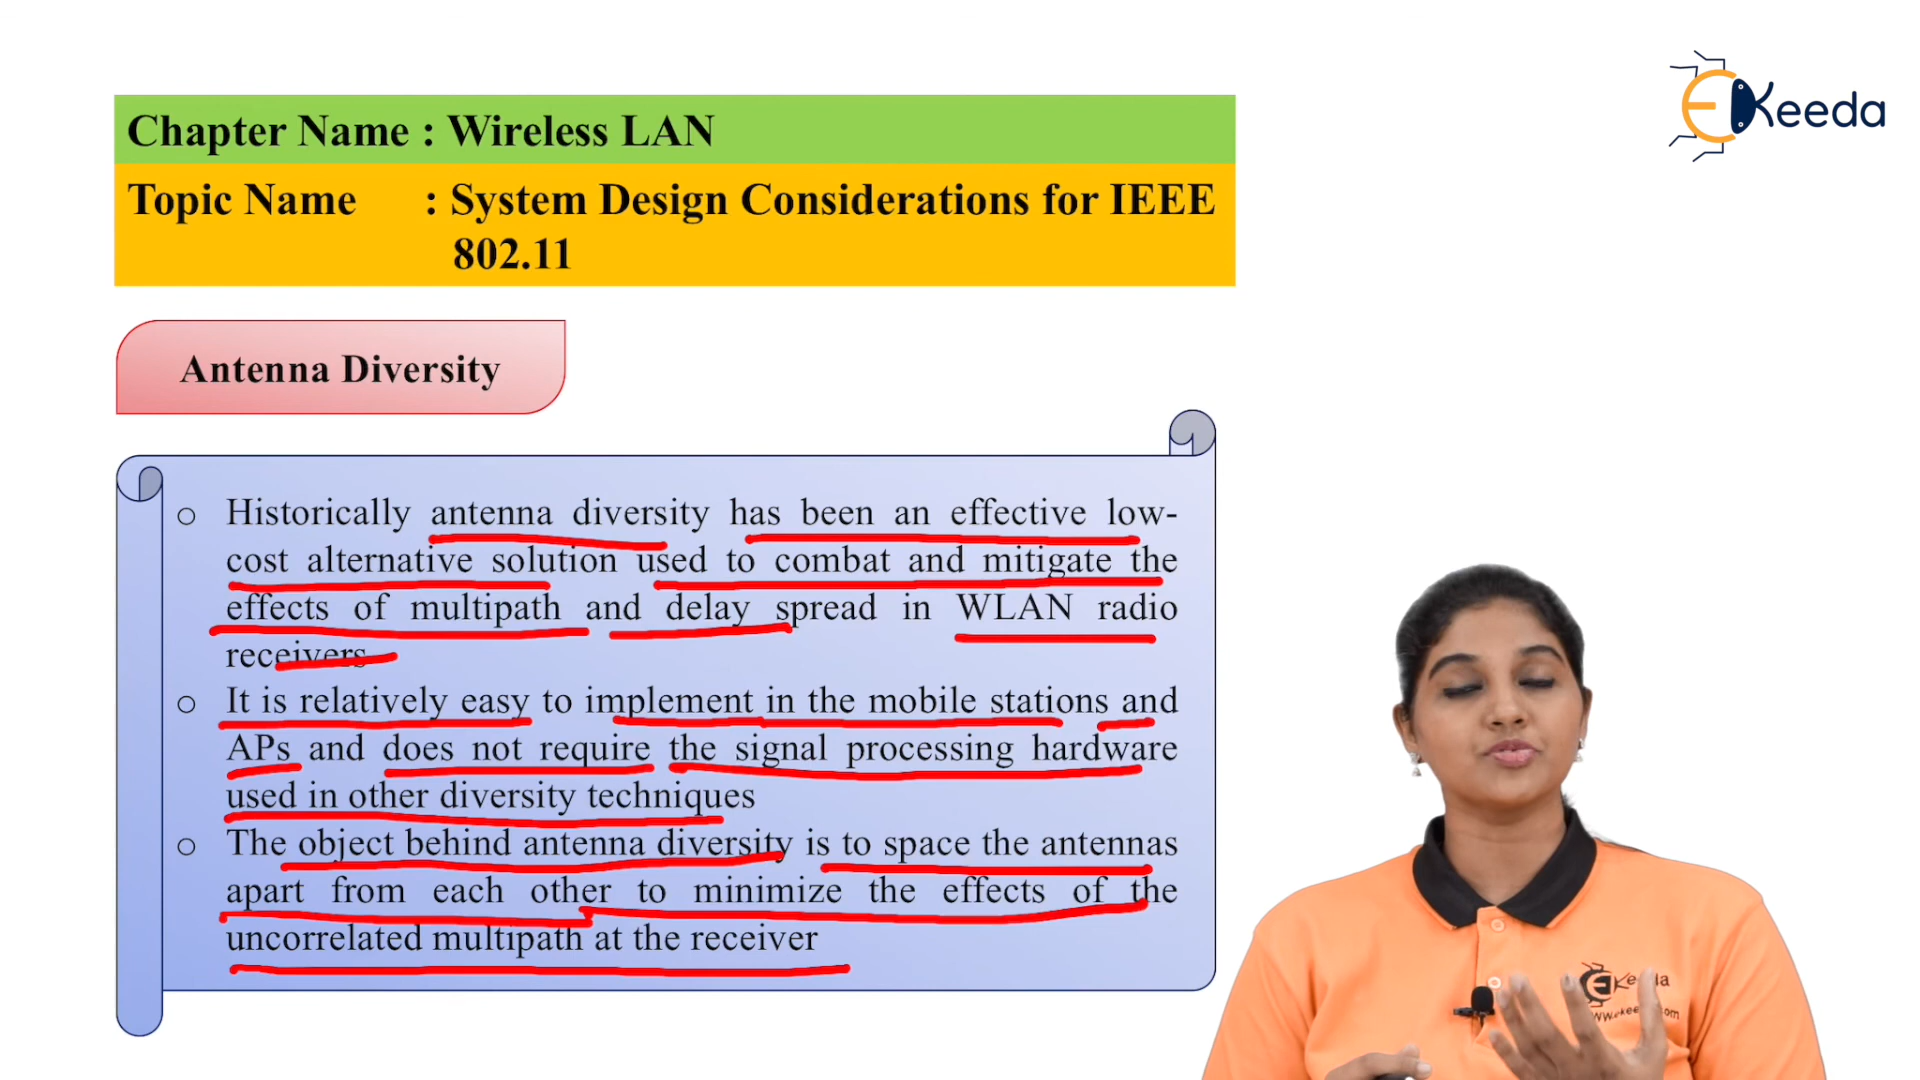 Keeda
Chapter Name : Wireless LAN
Topic Name : System Design Considerations for IEEE
802.11
Antenna Diversity
o Historically antenna diversity has been an effective low-
cost alternative solution used to combat and mitigate the
effects of multipath and delay spread in WLAN radio
receivers
o It is relatively easy to implement in the mobile stations and
APs and does not require the signal processing hardware
used in other diversity techniques
o The object behind antenna diversity is to space the antennas
apart from each other to minimize the effects of the
uncorrelated multipath at the receiver